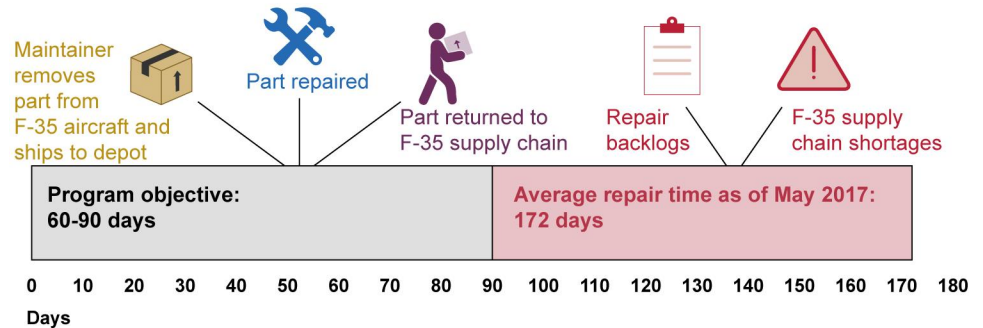 Maintainer
removes
part from
F-35 aircraft and
ships to depot
Part repaired
Part returned to
F-35 supply chain
Repair
backlogs
F-35 supply
chain shortages
Program objective:
60-90 days
Average repair time as of May 2017:
172 days
0 10 20 30 40 50 60 70 80 90 100 110 120 130 140 150 160 170 180
Days